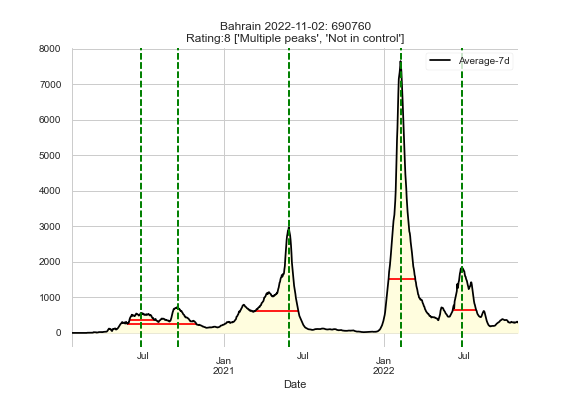 Bahrain 2022-11-02: 690760
Rating:8 ['Multiple peaks', 'Not in control']
Average-7d
8000
7000
6000
5000
4000
3000
2000
1000
0
Jul
Jan
2021
Jul
Jan
2022
Jul
Date